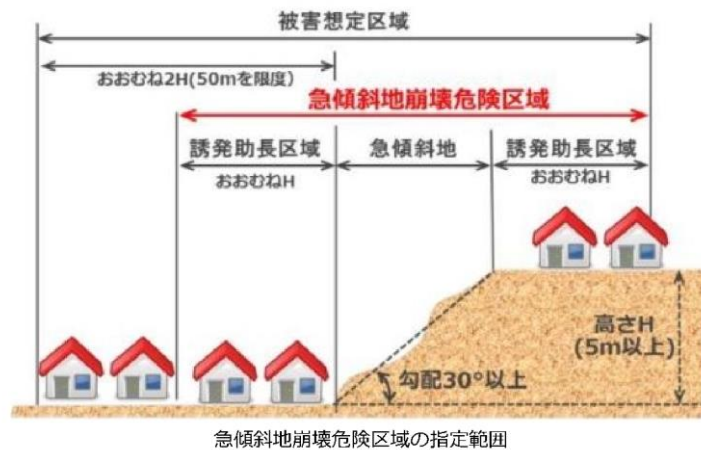 被害想定区域
おおむね2H(50mを限度)
急傾斜地崩壊危険区域
誘発助長区域
おおむねH
急傾斜地
誘発助長区域
おおむねH
高さH
(5m以上)
勾配30°以上
急傾斜地崩壊危険区域の指定範囲